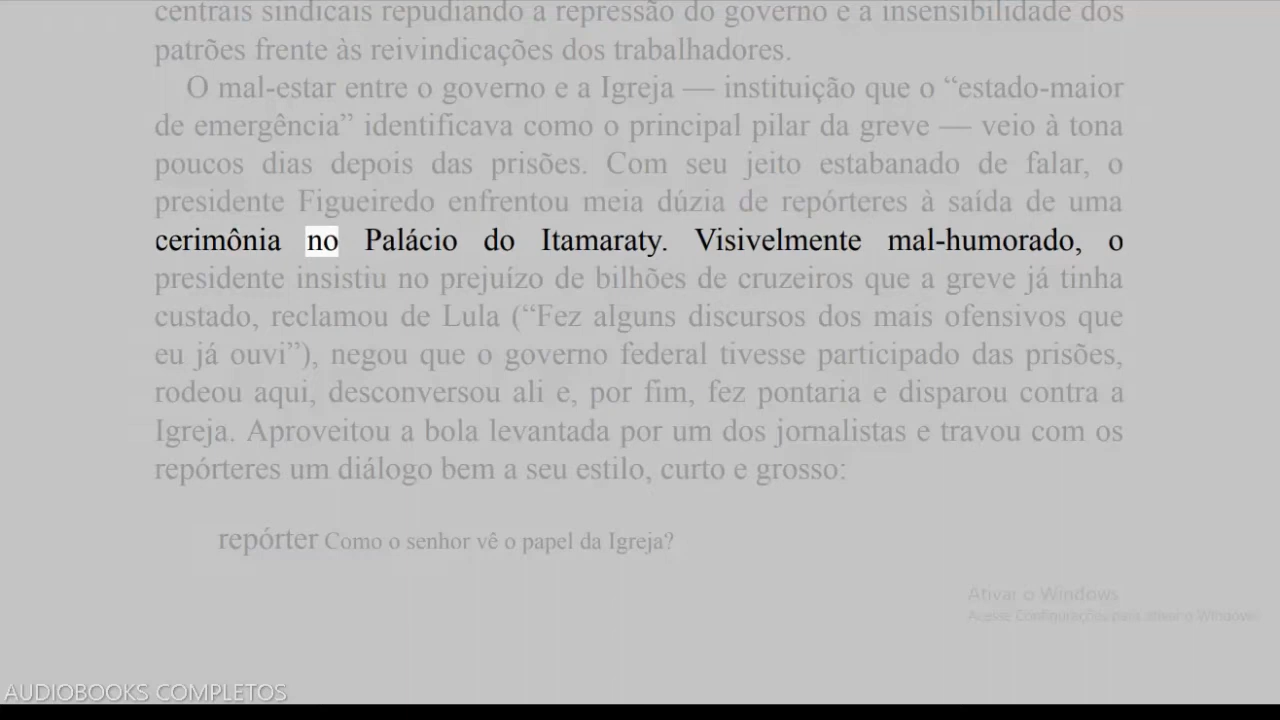 centrais sindicais repudiando a repressão do governo e a insensibilidade dos
patrões frente às reivindicações dos trabalhadores.
O mal-estar entre o governo e a Igreja — instituição que o “estado-maior
de emergência” identificava como o principal pilar da greve — veio à tona
poucos dias depois das prisões. Com seu jeito estabanado de falar, o
presidente Figueiredo enfrentou meia dúzia de repórteres à saída de uma
cerimônia no Palácio do Itamaraty. Visivelmente mal-humorado, o
presidente insistiu no prejuízo de bilhões de cruzeiros que a greve já tinha
custado, reclamou de Lula (“Fez alguns discursos dos mais ofensivos que
eu já ouvi”), negou que o governo federal tivesse participado das prisões,
rodeou aqui, desconversou ali e, por fim, fez pontaria e disparou contra a
Igreja. Aproveitou a bola levantada por um dos jornalistas e travou com os
repórteres um diálogo bem a seu estilo, curto e grosso:
repórter Como o senhor vê o papel da Igreja?
Ativar o Windows
Acesse Configurações para ativar o Windows.
AUDIOBOOKS COMPLETOS